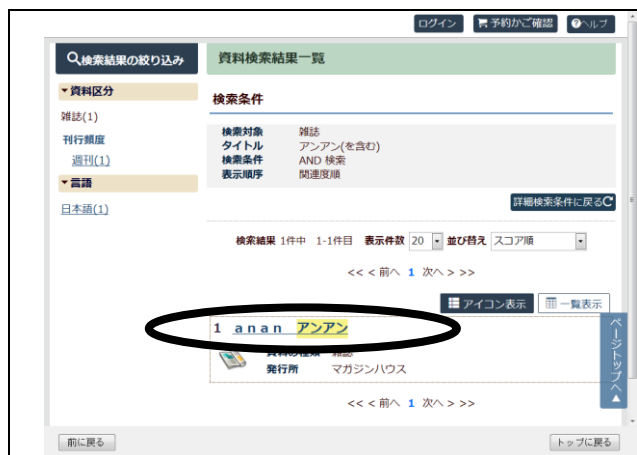 ログイン 予約かご確認 ?ヘルプ
検索結果の絞り込み
資料検索結果一覧
▼資料区分
雑誌(1)
刊行頻度
週刊(1)
▼言語
日本語(1)
検索条件
検索対象 雑誌
タイトル アンアン(を含む)
検索条件 AND 検索
表示順序 関連度順
詳細検索条件に戻る
検索結果 1件中 1-1件目 表示件数 20 並び替え スコア順
<< < 前へ 1 次へ > >>
アイコン表示 一覧表示
1 anan アンアン
資料の種類 雑誌
発行所 マガジンハウス
<< < 前へ 1 次へ > >>
ページトップへ▲
前に戻る トップに戻る